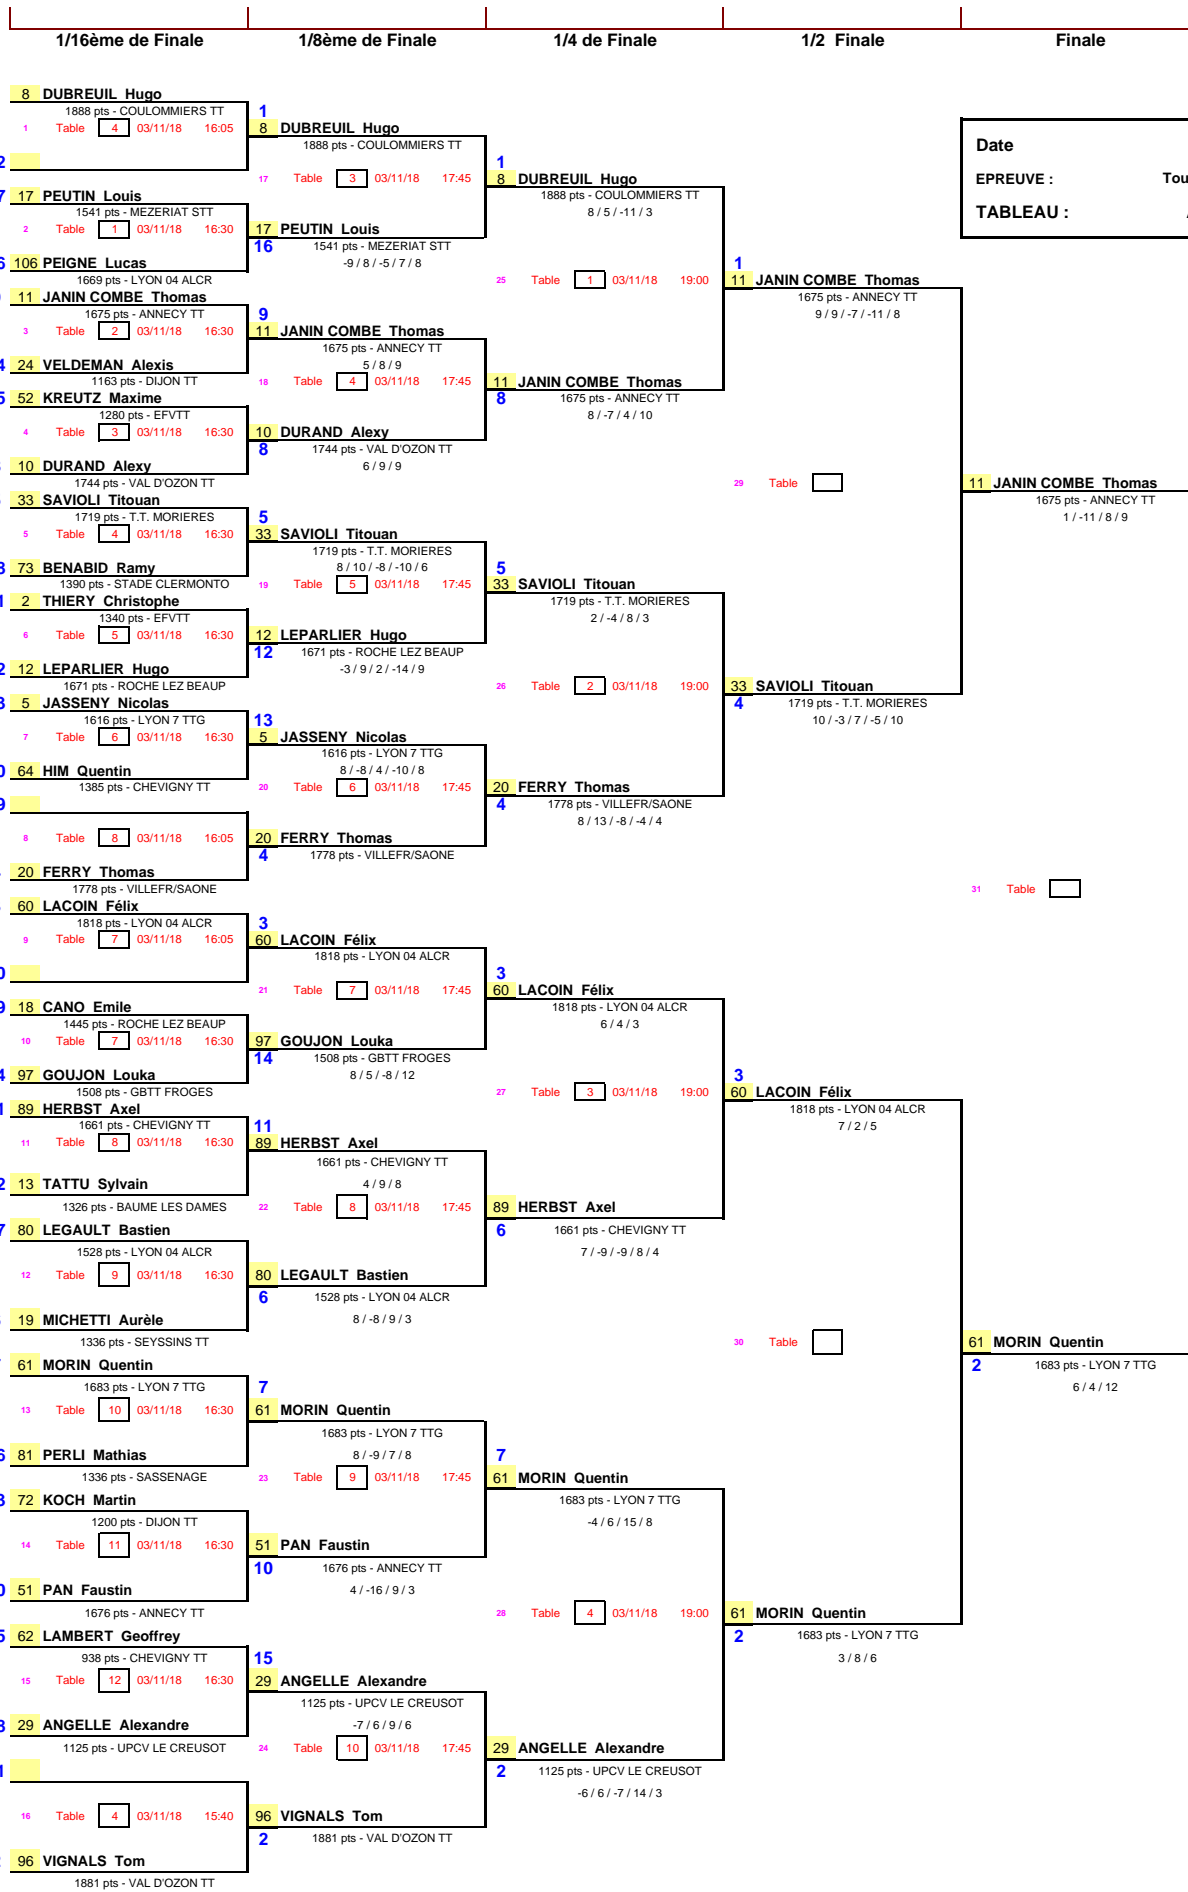 1/16ème de Finale
1/8ème de Finale
1/4 de Finale
1/2 Finale
Finale
Date
EPREUVE : Tou
TABLEAU :
8 DUBREUIL Hugo
1888 pts - COULOMMIERS TT
1 Table 4 03/11/18 16:05
2
7 17 PEUTIN Louis
1541 pts - MEZERIAT STT
2 Table 1 03/11/18 16:30
6 106 PEIGNE Lucas
1669 pts - LYON 04 ALCR
11 JANIN COMBE Thomas
1675 pts - ANNECY TT
3 Table 2 03/11/18 16:30
4 24 VELDEMAN Alexis
1163 pts - DIJON TT
5 52 KREUTZ Maxime
1280 pts - EFVTT
4 Table 3 03/11/18 16:30
10 DURAND Alexy
1744 pts - VAL D'OZON TT
33 SAVIOLI Titouan
1719 pts - T.T. MORIERES
5 Table 4 03/11/18 16:30
3 73 BENABID Ramy
1390 pts - STADE CLERMONTO
1 2 THIERY Christophe
1340 pts - EFVTT
6 Table 5 03/11/18 16:30
2 12 LEPARLIER Hugo
1671 pts - ROCHE LEZ BEAUP
3 5 JASSENY Nicolas
1616 pts - LYON 7 TTG
7 Table 6 03/11/18 16:30
0 64 HIM Quentin
1385 pts - CHEVIGNY TT
9
8 Table 8 03/11/18 16:05
20 FERRY Thomas
1778 pts - VILLEFR/SAONE
60 LACOIN Félix
1818 pts - LYON 04 ALCR
9 Table 7 03/11/18 16:05
0
9 18 CANO Emile
1445 pts - ROCHE LEZ BEAUP
10 Table 7 03/11/18 16:30
4 97 GOUJON Louka
1508 pts - GBTT FROGES
1 89 HERBST Axel
1661 pts - CHEVIGNY TT
11 Table 8 03/11/18 16:30
2 13 TATTU Sylvain
1326 pts - BAUME LES DAMES
7 80 LEGAULT Bastien
1528 pts - LYON 04 ALCR
12 Table 9 03/11/18 16:30
19 MICHETTI Aurèle
1336 pts - SEYSSINS TT
61 MORIN Quentin
1683 pts - LYON 7 TTG
13 Table 10 03/11/18 16:30
6 81 PERLI Mathias
1336 pts - SASSENAGE
3 72 KOCH Martin
1200 pts - DIJON TT
14 Table 11 03/11/18 16:30
0 51 PAN Faustin
1676 pts - ANNECY TT
5 62 LAMBERT Geoffrey
938 pts - CHEVIGNY TT
15 Table 12 03/11/18 16:30
3 29 ANGELLE Alexandre
1125 pts - UPCV LE CREUSOT
1
16 Table 4 03/11/18 15:40
96 VIGNALS Tom
1881 pts - VAL D'OZON TT
1
8 DUBREUIL Hugo
1888 pts - COULOMMIERS TT
17 Table 3 03/11/18 17:45
17 PEUTIN Louis
16 1541 pts - MEZERIAT STT
-9 / 8 / -5 / 7 / 8
9
11 JANIN COMBE Thomas
1675 pts - ANNECY TT
5 / 8 / 9
18 Table 4 03/11/18 17:45
10 DURAND Alexy
8 1744 pts - VAL D'OZON TT
6 / 9 / 9
5
33 SAVIOLI Titouan
1719 pts - T.T. MORIERES
8 / 10 / -8 / -10 / 6
19 Table 5 03/11/18 17:45
12 LEPARLIER Hugo
12 1671 pts - ROCHE LEZ BEAUP
-3 / 9 / 2 / -14 / 9
13
5 JASSENY Nicolas
1616 pts - LYON 7 TTG
8 / -8 / 4 / -10 / 8
20 Table 6 03/11/18 17:45
20 FERRY Thomas
4 1778 pts - VILLEFR/SAONE
3
60 LACOIN Félix
1818 pts - LYON 04 ALCR
21 Table 7 03/11/18 17:45
97 GOUJON Louka
14 1508 pts - GBTT FROGES
8 / 5 / -8 / 12
11
89 HERBST Axel
1661 pts - CHEVIGNY TT
4 / 9 / 8
22 Table 8 03/11/18 17:45
80 LEGAULT Bastien
6 1528 pts - LYON 04 ALCR
8 / -8 / 9 / 3
7
61 MORIN Quentin
1683 pts - LYON 7 TTG
8 / -9 / 7 / 8
23 Table 9 03/11/18 17:45
51 PAN Faustin
10 1676 pts - ANNECY TT
4 / -16 / 9 / 3
15
29 ANGELLE Alexandre
1125 pts - UPCV LE CREUSOT
-7 / 6 / 9 / 6
24 Table 10 03/11/18 17:45
96 VIGNALS Tom
2 1881 pts - VAL D'OZON TT
1
8 DUBREUIL Hugo
1888 pts - COULOMMIERS TT
8 / 5 / -11 / 3
25 Table 1 03/11/18 19:00
11 JANIN COMBE Thomas
8 1675 pts - ANNECY TT
8 / -7 / 4 / 10
5
33 SAVIOLI Titouan
1719 pts - T.T. MORIERES
2 / -4 / 8 / 3
26 Table 2 03/11/18 19:00
20 FERRY Thomas
4 1778 pts - VILLEFR/SAONE
8 / 13 / -8 / -4 / 4
3
60 LACOIN Félix
1818 pts - LYON 04 ALCR
6 / 4 / 3
27 Table 3 03/11/18 19:00
89 HERBST Axel
6 1661 pts - CHEVIGNY TT
7 / -9 / -9 / 8 / 4
7
61 MORIN Quentin
1683 pts - LYON 7 TTG
-4 / 6 / 15 / 8
28 Table 4 03/11/18 19:00
29 ANGELLE Alexandre
2 1125 pts - UPCV LE CREUSOT
-6 / 6 / -7 / 14 / 3
1
11 JANIN COMBE Thomas
1675 pts - ANNECY TT
9 / 9 / -7 / -11 / 8
29 Table
33 SAVIOLI Titouan
4 1719 pts - T.T. MORIERES
10 / -3 / 7 / -5 / 10
3
60 LACOIN Félix
1818 pts - LYON 04 ALCR
7 / 2 / 5
30 Table
61 MORIN Quentin
2 1683 pts - LYON 7 TTG
3 / 8 / 6
11 JANIN COMBE Thomas
1675 pts - ANNECY TT
1 / -11 / 8 / 9
31 Table
61 MORIN Quentin
2 1683 pts - LYON 7 TTG
6 / 4 / 12